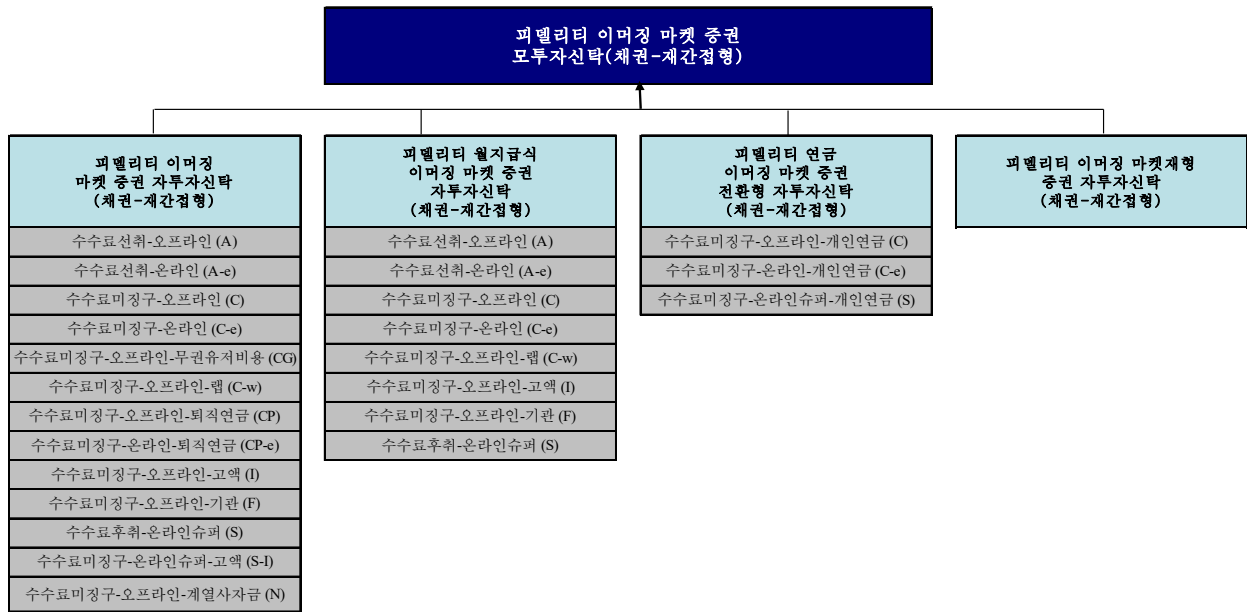 피델리티 이머징 마켓 증권
모투자신탁(채권-재간접형)
피델리티 이머징
마켓 증권 자투자신탁
(채권-재간접형)
수수료선취-오프라인 (A)
수수료선취-온라인 (A-e)
수수료미징구-오프라인 (C)
수수료미징구-온라인 (C-e)
수수료미징구-오프라인-무권유저비용 (CG)
수수료미징구-오프라인-랩 (C-w)
수수료미징구-오프라인-퇴직연금 (CP)
수수료미징구-온라인-퇴직연금 (CP-e)
수수료미징구-오프라인-고액 (I)
수수료미징구-오프라인-기관 (F)
수수료후취-온라인슈퍼 (S)
수수료미징구-온라인슈퍼-고액 (S-I)
수수료미징구-오프라인-계열사자금 (N)
피델리티 월지급식
이머징 마켓 증권
자투자신탁
(채권-재간접형)
수수료선취-오프라인 (A)
수수료선취-온라인 (A-e)
수수료미징구-오프라인 (C)
수수료미징구-온라인 (C-e)
수수료미징구-오프라인-랩 (C-w)
수수료미징구-오프라인-고액 (I)
수수료미징구-오프라인-기관 (F)
수수료후취-온라인슈퍼 (S)
피델리티 연금
이머징 마켓 증권
전환형 자투자신탁
(채권-재간접형)
수수료미징구-오프라인-개인연금 (C)
수수료미징구-온라인-개인연금 (C-e)
수수료미징구-온라인슈퍼-개인연금 (S)
피델리티 이머징 마켓재형
증권 자투자신탁
(채권-재간접형)